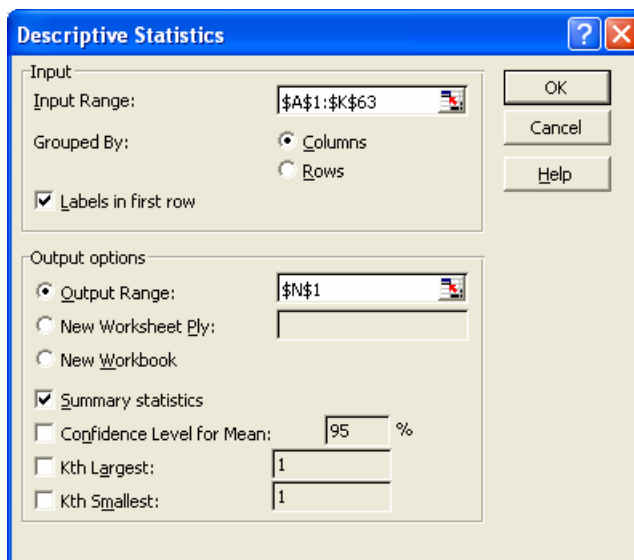 Descriptive Statistics
Input
Input Range: $A$1:$K$63
Grouped By: Columns
Rows
Labels in first row
OK
Cancel
Help
Output options
Output Range: $N$1
New Worksheet Ply:
New Workbook
Summary statistics
Confidence Level for Mean: 95 %
Kth Largest: 1
Kth Smallest: 1